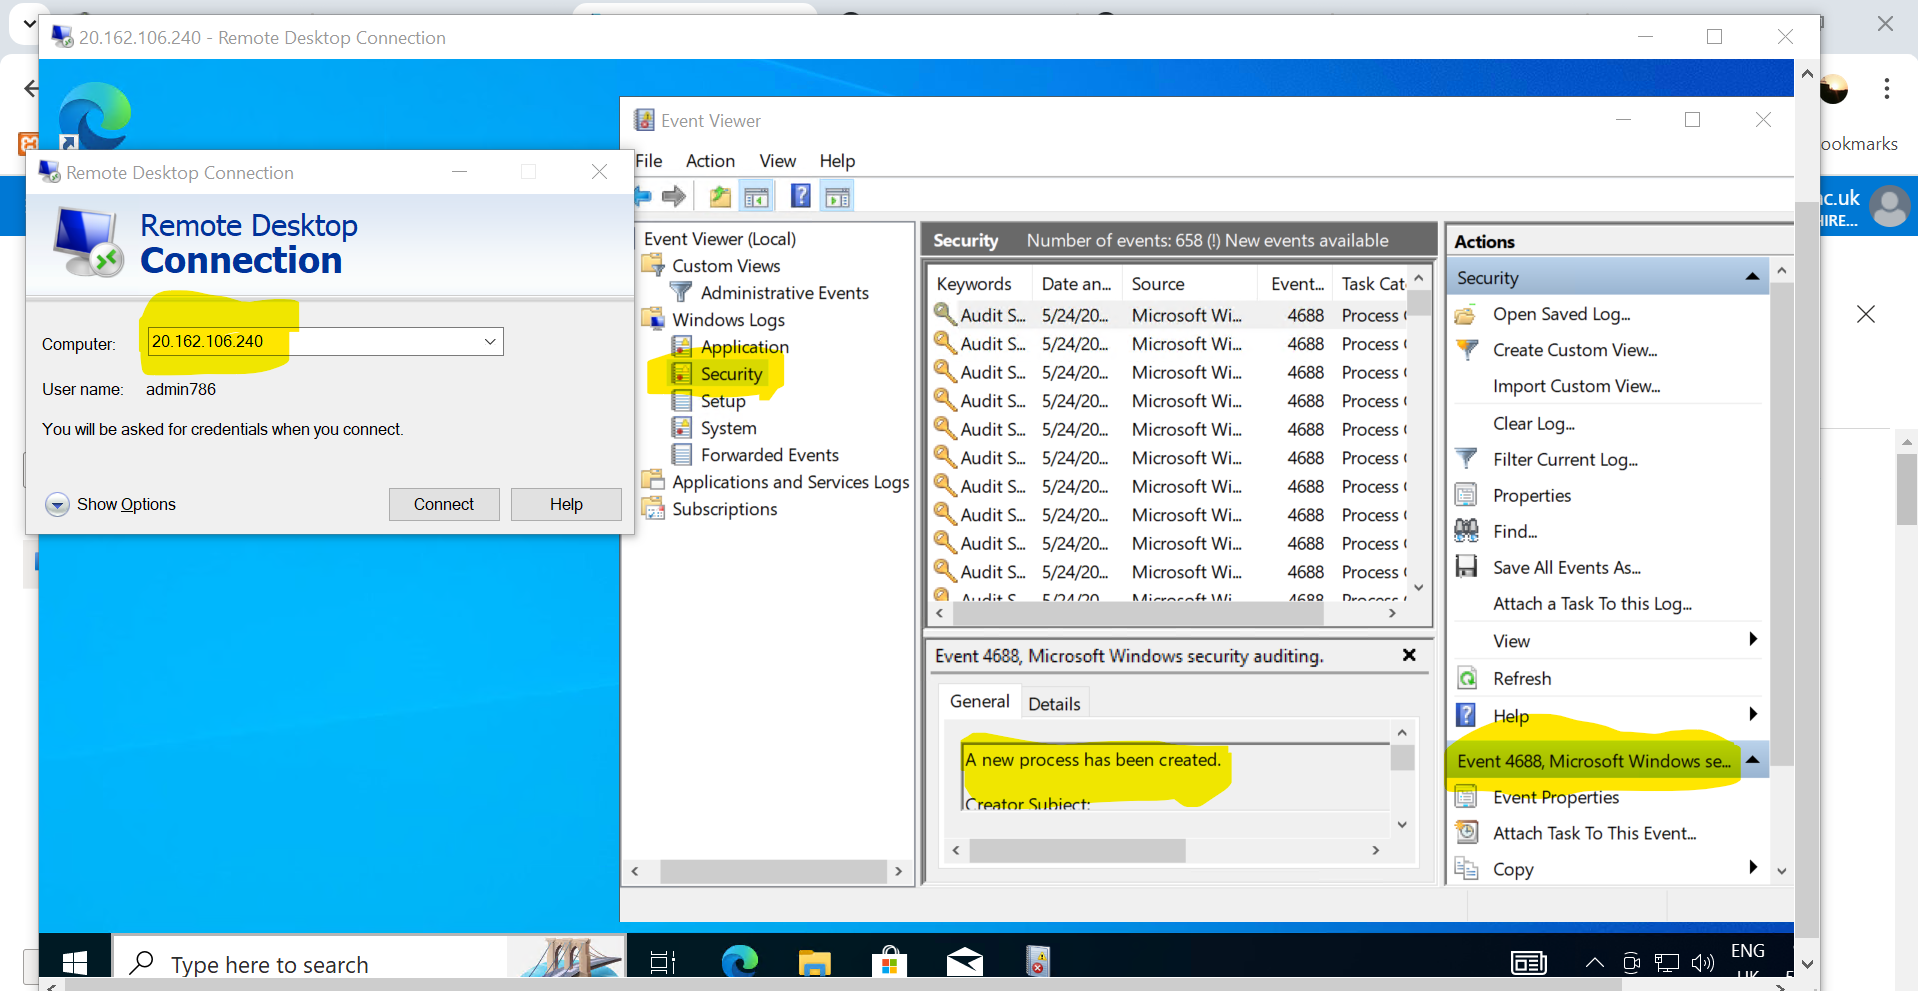 20.162.106.240 - Remote Desktop Connection
ookmarks
c.uk
HIRE...
Remote Desktop Connection
Remote Desktop
Connection
Computer:
20.162.106.240
User name:
admin786
You will be asked for credentials when you connect.
Show Options
Connect
Help
Event Viewer
File
Action
View
Help
Event Viewer (Local)
Custom Views
Administrative Events
Windows Logs
Application
Security
Setup
System
Forwarded Events
Applications and Services Logs
Subscriptions
Security
Number of events: 658 (!) New events available
Keywords Date an... Source Event... Task Cat
Audit S... 5/24/20... Microsoft Wi... 4688 Process
Audit S... 5/24/20... Microsoft Wi... 4688 Process
Audit S... 5/24/20... Microsoft Wi... 4688 Process
Audit S... 5/24/20... Microsoft Wi... 4688 Process
Audit S... 5/24/20... Microsoft Wi... 4688 Process
Audit S... 5/24/20... Microsoft Wi... 4688 Process
Audit S... 5/24/20... Microsoft Wi... 4688 Process
Audit S... 5/24/20... Microsoft Wi... 4688 Process
Audit S... 5/24/20... Microsoft Wi... 4688 Process
Audit S... 5/24/20... Microsoft Wi... 4688 Process
Audit S... 5/24/20... Microsoft Wi... 4688 Process
Event 4688, Microsoft Windows security auditing.
General
Details
A new process has been created.
Creator Subject:
Actions
Security
Open Saved Log...
Create Custom View...
Import Custom View...
Clear Log...
Filter Current Log...
Properties
Find...
Save All Events As...
Attach a Task To this Log...
View
Refresh
Help
Event 4688, Microsoft Windows se...
Event Properties
Attach Task To This Event...
Copy
Type here to search
ENG
UK